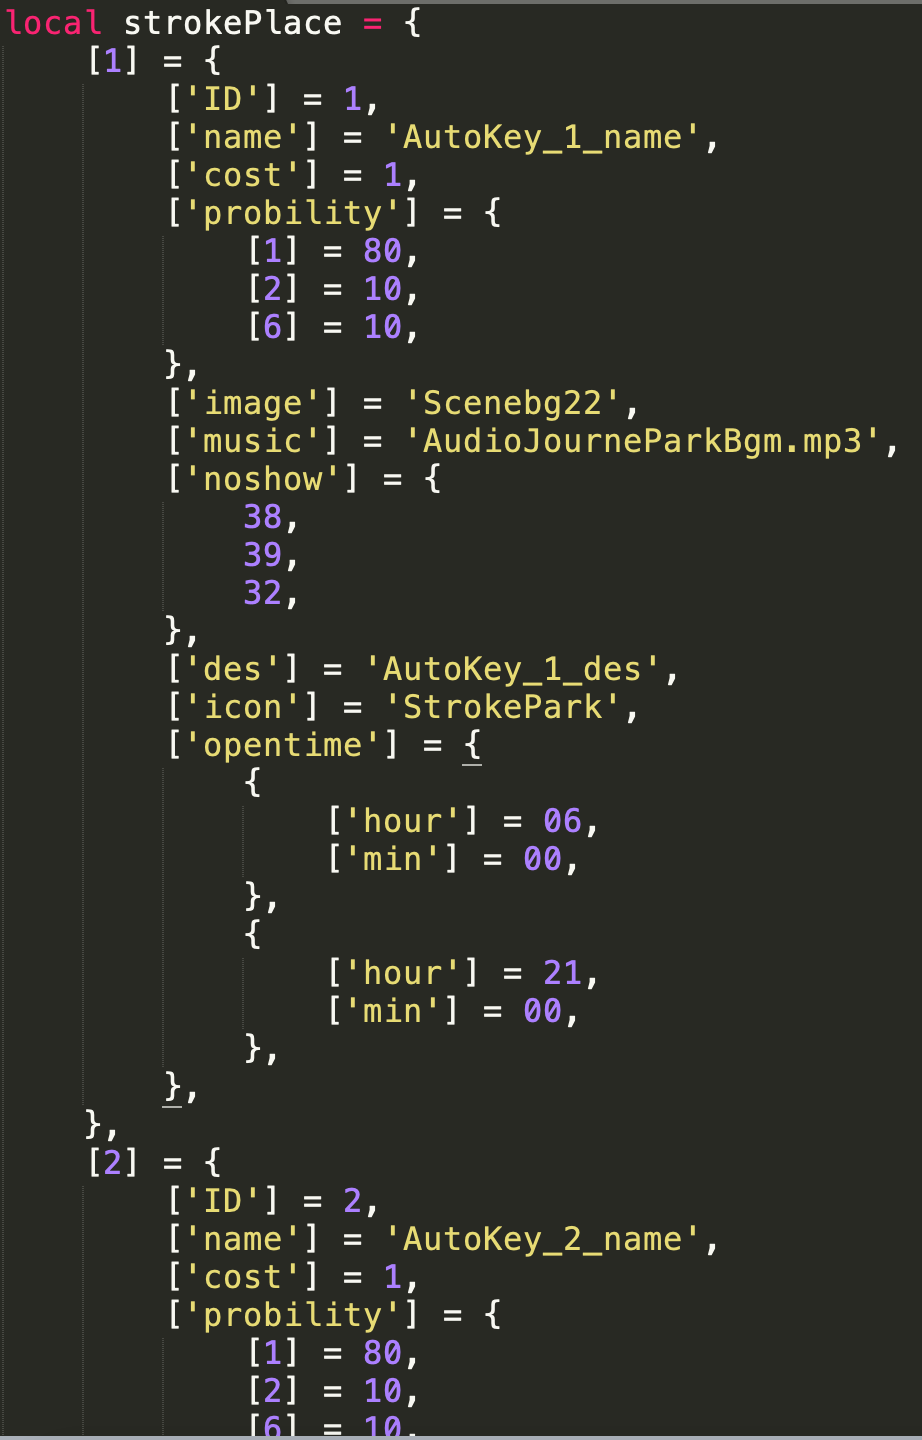 local strokePlace = {
    [1] = {
        ['ID'] = 1,
        ['name'] = 'AutoKey_1_name',
        ['cost'] = 1,
        ['probility'] = {
            [1] = 80,
            [2] = 10,
            [6] = 10,
        },
        ['image'] = 'Scenebg22',
        ['music'] = 'AudioJourneParkBgm.mp3',
        ['noshow'] = {
            38,
            39,
            32,
        },
        ['des'] = 'AutoKey_1_des',
        ['icon'] = 'StrokePark',
        ['opentime'] = {
            {
                ['hour'] = 06,
                ['min'] = 00,
            },
            {
                ['hour'] = 21,
                ['min'] = 00,
            },
        },
    },
    [2] = {
        ['ID'] = 2,
        ['name'] = 'AutoKey_2_name',
        ['cost'] = 1,
        ['probility'] = {
            [1] = 80,
            [2] = 10,
            [6] = 10,